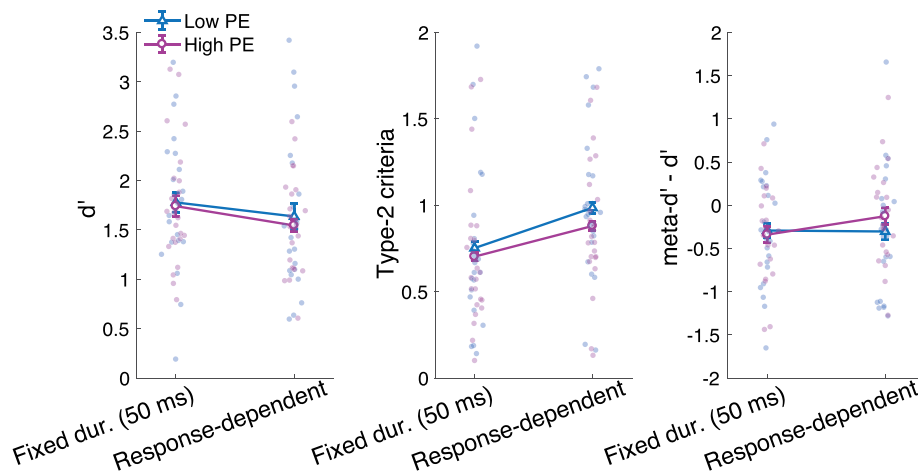 Low PE
High PE
d'
3.5
3
2.5
2
1.5
1
0.5
0
Fixed dur. (50 ms)
Response-dependent
Type-2 criteria
2
1.5
1
0.5
0
Fixed dur. (50 ms)
Response-dependent
meta-d' - d'
2
1.5
1
0.5
0
-0.5
-1
-1.5
-2
Fixed dur. (50 ms)
Response-dependent